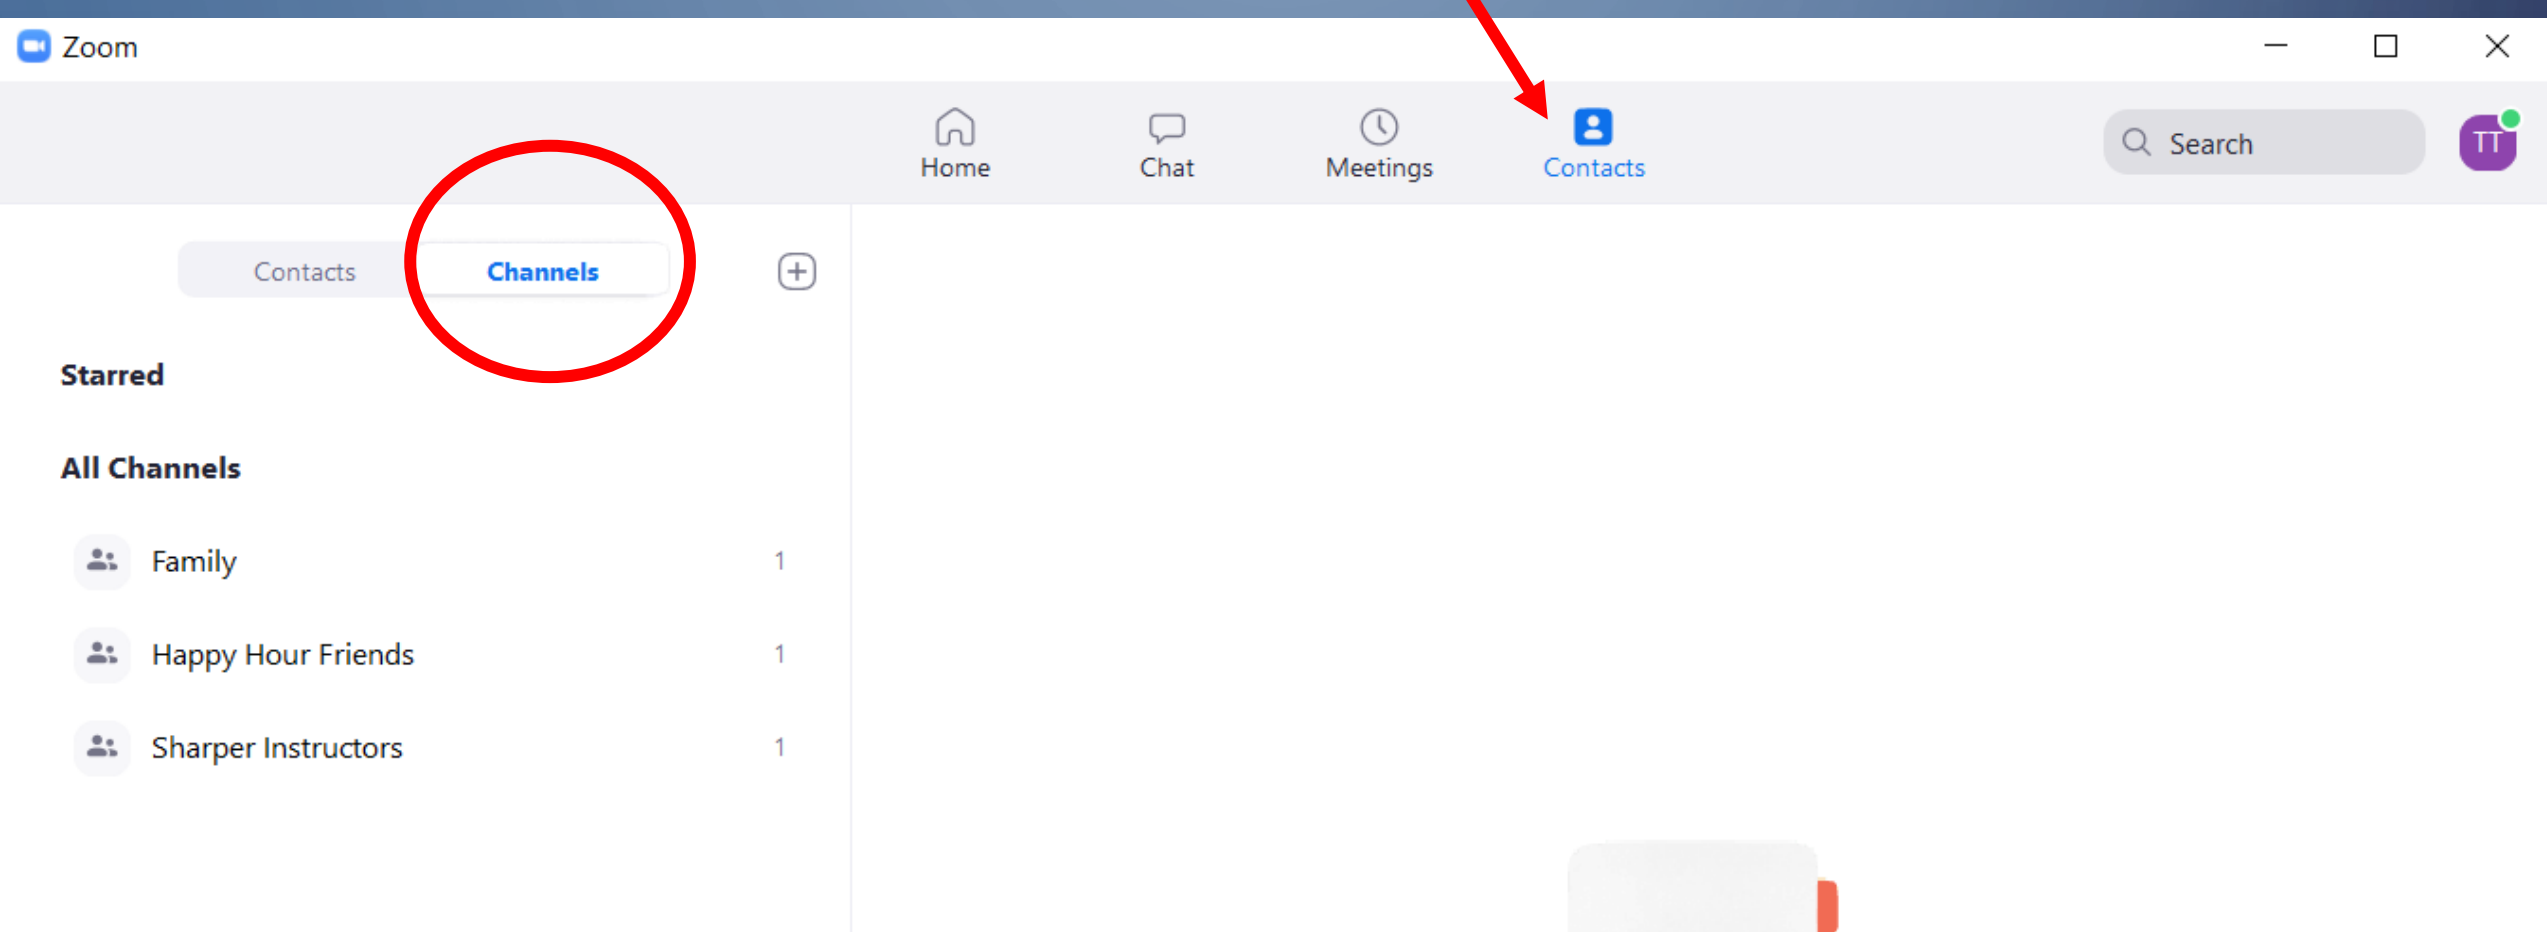 Zoom
Home
Chat
Meetings
Contacts
Search
TT
Contacts
Channels
Starred
All Channels
Family 1
Happy Hour Friends 1
Sharper Instructors 1